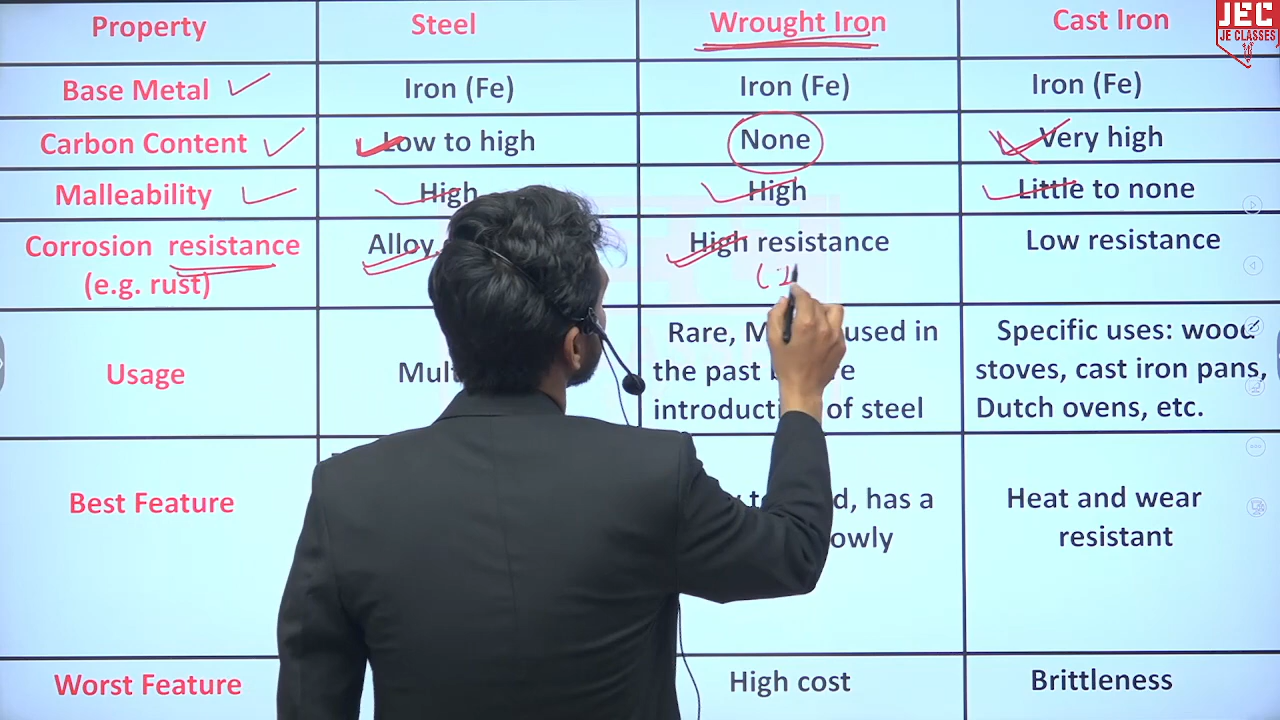 Property Steel Wrought Iron Cast Iron
JEC
JE CLASSES
Base Metal Iron (Fe) Iron (Fe) Iron (Fe)
Carbon Content Low to high None Very high
Malleability High High Little to none
Corrosion resistance Alloy High resistance Low resistance
(e.g. rust)
Usage
Rare, used in
the past
introduction of steel
Specific uses: wood
stoves, cast iron pans,
Dutch ovens, etc.
Best Feature
has a
Heat and wear
resistant
Worst Feature High cost Brittleness